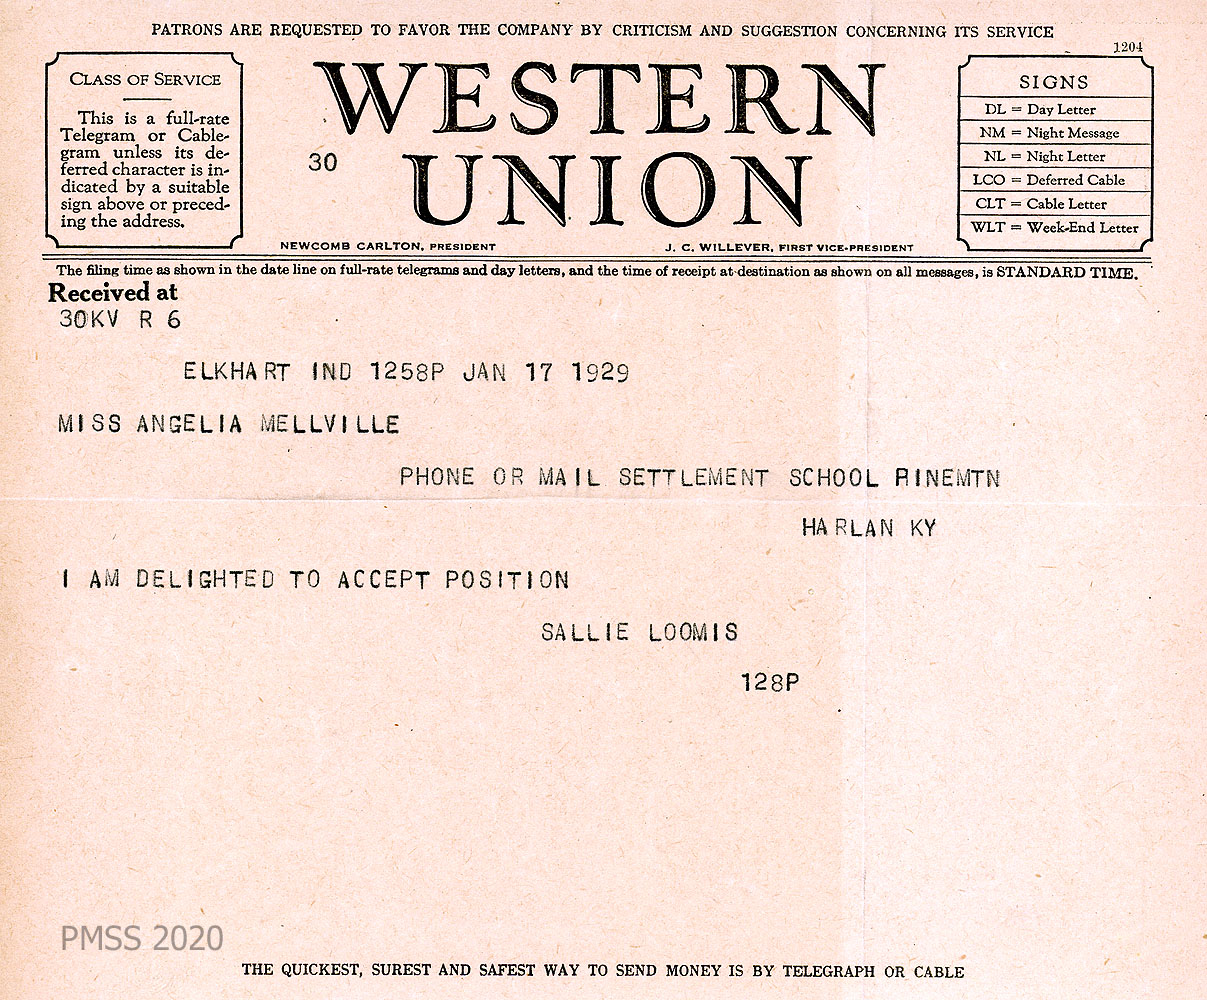 PATRONS ARE REQUESTED TO FAVOR THE COMPANY BY CRITICISM AND SUGGESTION CONCERNING ITS SERVICE
1204
CLASS OF SERVICE
This is a full-rate
Telegram or Cable-
gram unless its de-
ferred character is in-
dicated by a suitable
sign above or preced-
ing the address.
WESTERN
UNION
30
NEWCOMB CARLTON, PRESIDENT
J. C. WILLEVER, FIRST VICE-PRESIDENT
SIGNS
DL = Day Letter
NM = Night Message
NL = Night Letter
LCO = Deferred Cable
CLT = Cable Letter
WLT = Week-End Letter
The filing time as shown in the date line on full-rate telegrams and day letters, and the time of receipt at destination as shown on all messages, is STANDARD TIME.
Received at
30KV R 6
ELKHART IND 1258P JAN 17 1929
MISS ANGELIA MELLVILLE
PHONE OR MAIL SETTLEMENT SCHOOL PINEMTN
HARLAN KY
I AM DELIGHTED TO ACCEPT POSITION
SALLIE LOOMIS
128P
PMSS 2020
THE QUICKEST, SUREST AND SAFEST WAY TO SEND MONEY IS BY TELEGRAPH OR CABLE